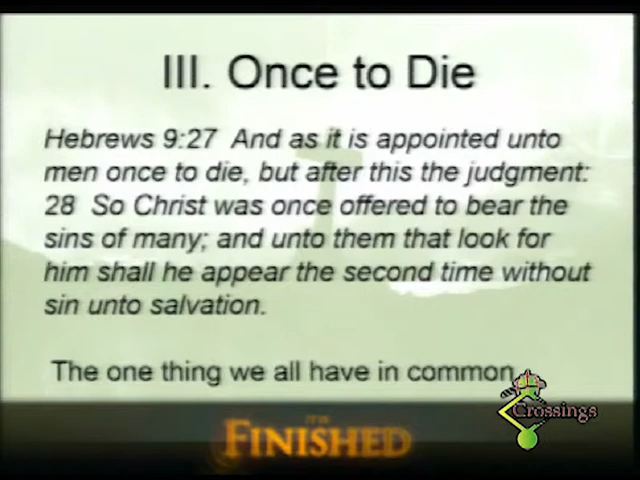 III. Once to Die
Hebrews 9:27 And as it is appointed unto
men once to die, but after this the judgment:
28 So Christ was once offered to bear the
sins of many; and unto them that look for
him shall he appear the second time without
sin unto salvation.
The one thing we all have in common
Crossings
IT IS
FINISHED